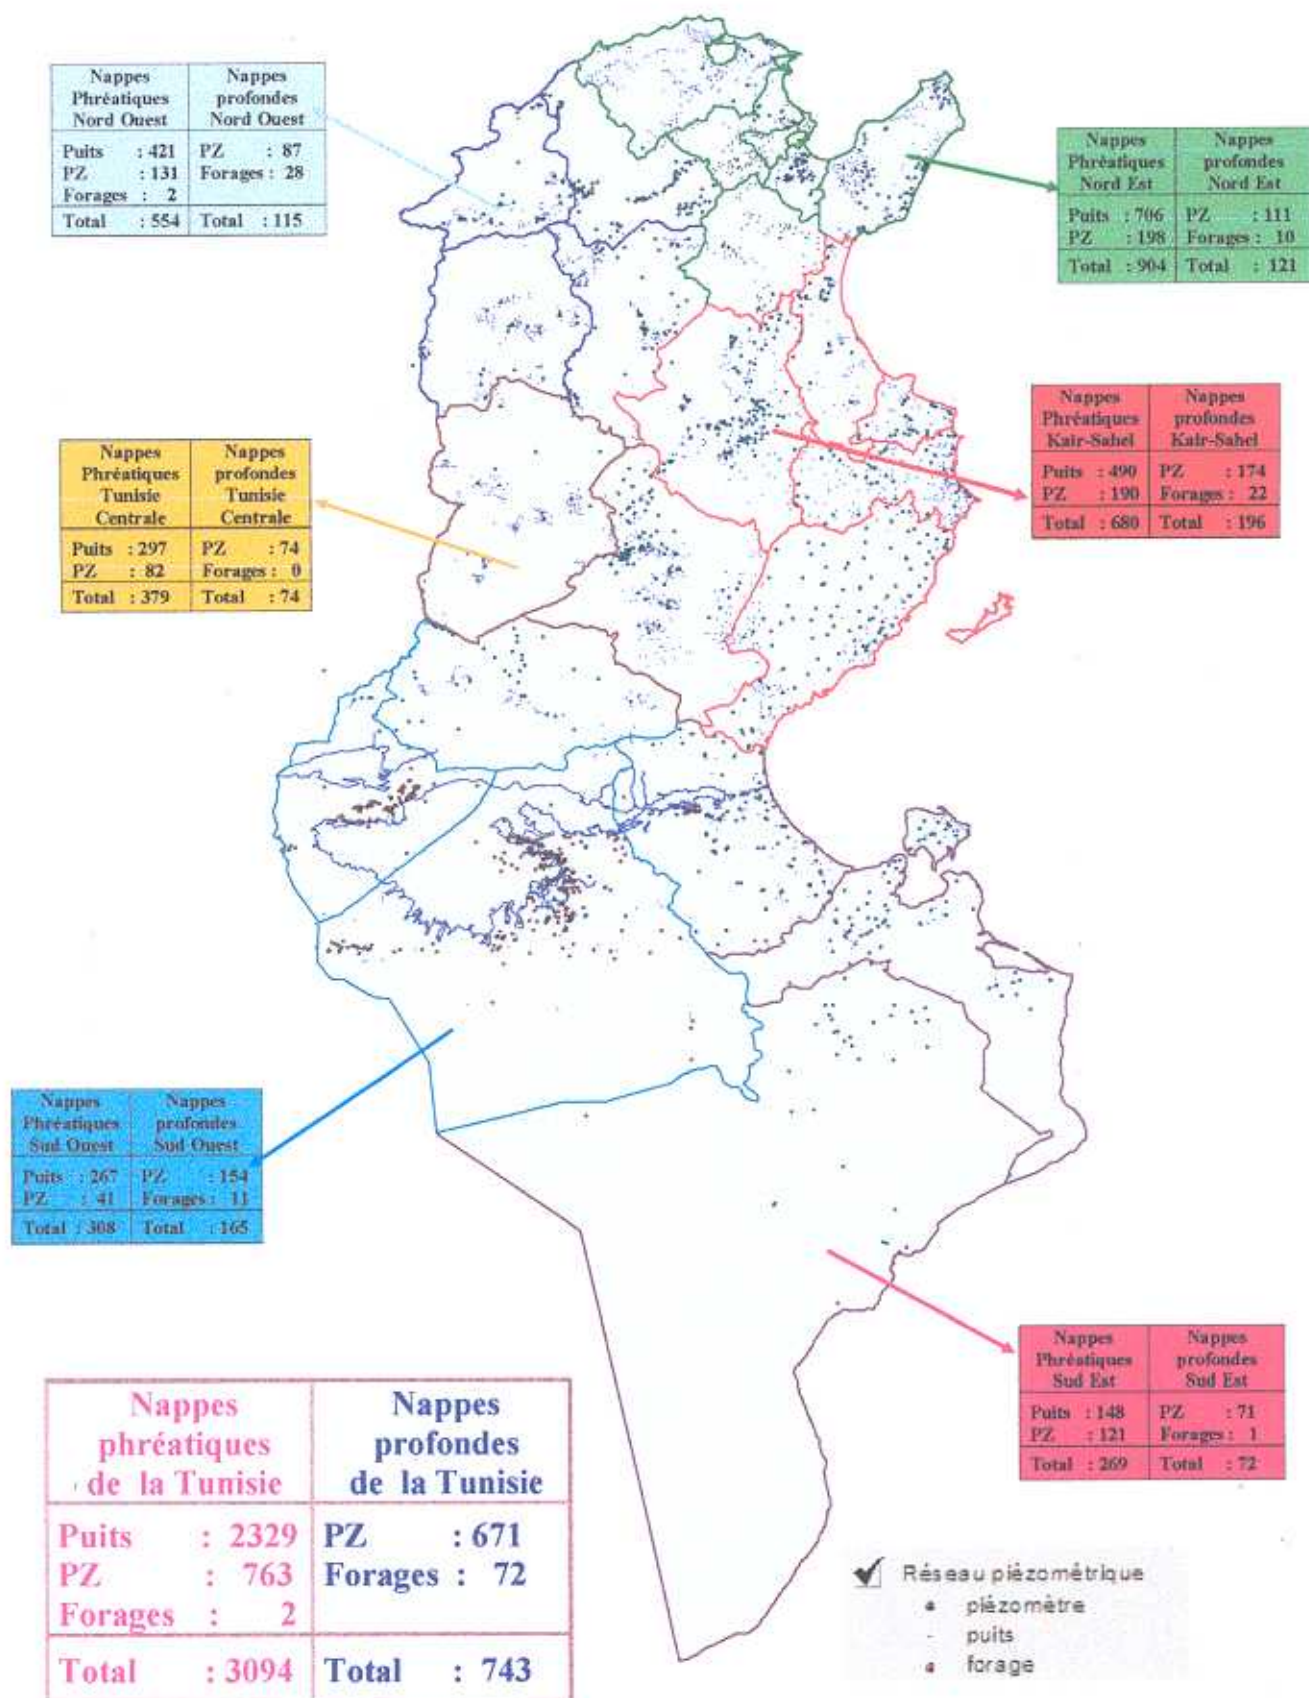 Nappes Phréatiques Nord Ouest
Nappes profondes Nord Ouest
Puits : 421
PZ : 131
Forages : 2
Total : 554
PZ : 87
Forages : 28
Total : 115
Nappes Phréatiques Nord Est
Nappes profondes Nord Est
Puits : 706
PZ : 198
Total : 904
PZ : 111
Forages : 10
Total : 121
Nappes Phréatiques Kair-Sahel
Nappes profondes Kair-Sahel
Puits : 490
PZ : 190
Total : 680
PZ : 174
Forages : 22
Total : 196
Nappes Phréatiques Tunisie Centrale
Nappes profondes Tunisie Centrale
Puits : 297
PZ : 82
Total : 379
PZ : 74
Forages : 0
Total : 74
Nappes Phréatiques Sud Ouest
Nappes profondes Sud Ouest
Puits : 267
PZ : 41
Total : 308
PZ : 154
Forages : 11
Total : 165
Nappes Phréatiques Sud Est
Nappes profondes Sud Est
Puits : 148
PZ : 121
Total : 269
PZ : 71
Forages : 1
Total : 72
Nappes phréatiques de la Tunisie
Nappes profondes de la Tunisie
Puits : 2329
PZ : 763
Forages : 2
Total : 3094
PZ : 671
Forages : 72
Total : 743
Réseau piézométrique
piézomètre
puits
forage